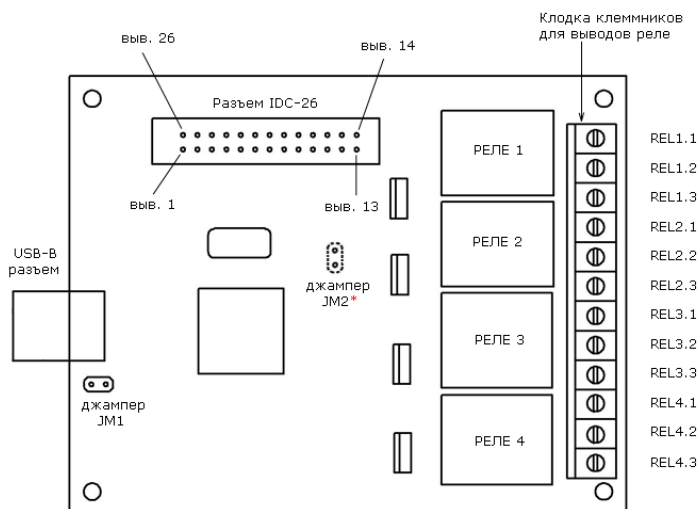 Клодка клеммников
для выводов реле
выв. 26
выв. 14
Разъем IDC-26
выв. 1
выв. 13
USB-B
разъем
джампер
JM2*
джампер
JM1
РЕЛЕ 1
РЕЛЕ 2
РЕЛЕ 3
РЕЛЕ 4
REL1.1
REL1.2
REL1.3
REL2.1
REL2.2
REL2.3
REL3.1
REL3.2
REL3.3
REL4.1
REL4.2
REL4.3